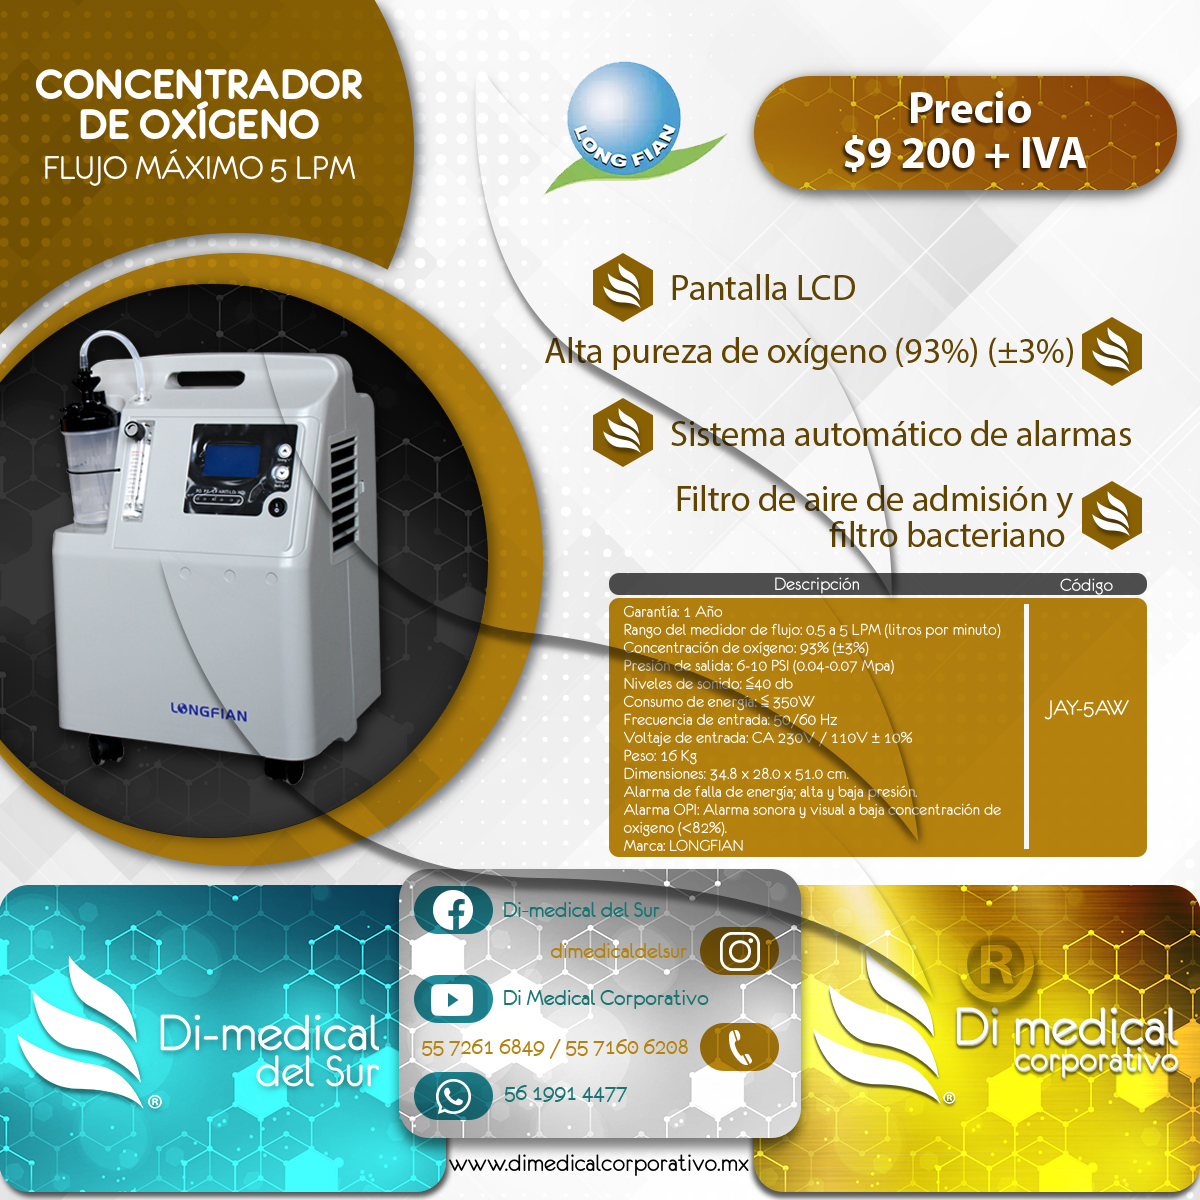 CONCENTRADOR
DE OXÍGENO
FLUJO MÁXIMO 5 LPM
LONG FIAN
Precio
$9 200 + IVA
Pantalla LCD
Alta pureza de oxígeno (93%) (±3%)
Sistema automático de alarmas
Filtro de aire de admisión y
filtro bacteriano
LONGFIAN
Descripción
Código
Garantía: 1 Año
Rango del medidor de flujo: 0.5 a 5 LPM (litros por minuto)
Concentración de oxígeno: 93% (±3%)
Presión de salida: 6-10 PSI (0.04-0.07 Mpa)
Niveles de sonido: ≦40 db
Consumo de energía: ≦ 350W
Frecuencia de entrada: 50/60 Hz
Voltaje de entrada: CA 230V / 110V ± 10%
Peso: 16 Kg
Dimensiones: 34.8 x 28.0 x 51.0 cm.
Alarma de falla de energía; alta y baja presión.
Alarma OPI: Alarma sonora y visual a baja concentración de
oxigeno (<82%).
Marca: LONGFIAN
JAY-5AW
Di-medical
del Sur
®
Di-medical del Sur
dimedicaldelsur
Di Medical Corporativo
55 7261 6849 / 55 7160 6208
56 1991 4477
®
Di medical
corporativo
®
www.dimedicalcorporativo.mx